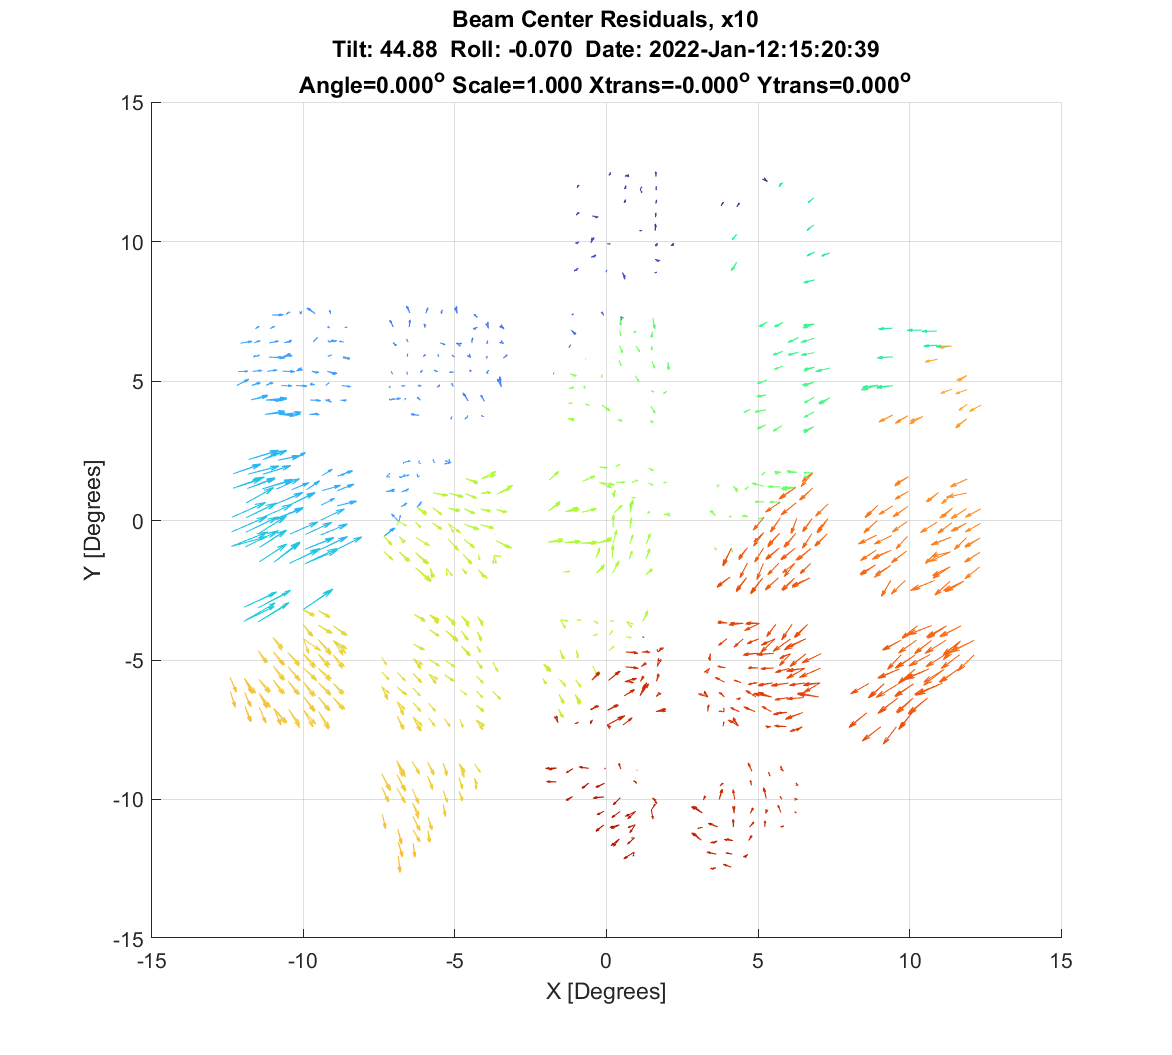 Beam Center Residuals, x10
Tilt: 44.88 Roll: -0.070 Date: 2022-Jan-12:15:20:39
Angle=0.000° Scale=1.000 Xtrans=-0.000° Ytrans=0.000°
15
10
5
0
-5
-10
-15
Y [Degrees]
-15 -10 -5 0 5 10 15
X [Degrees]